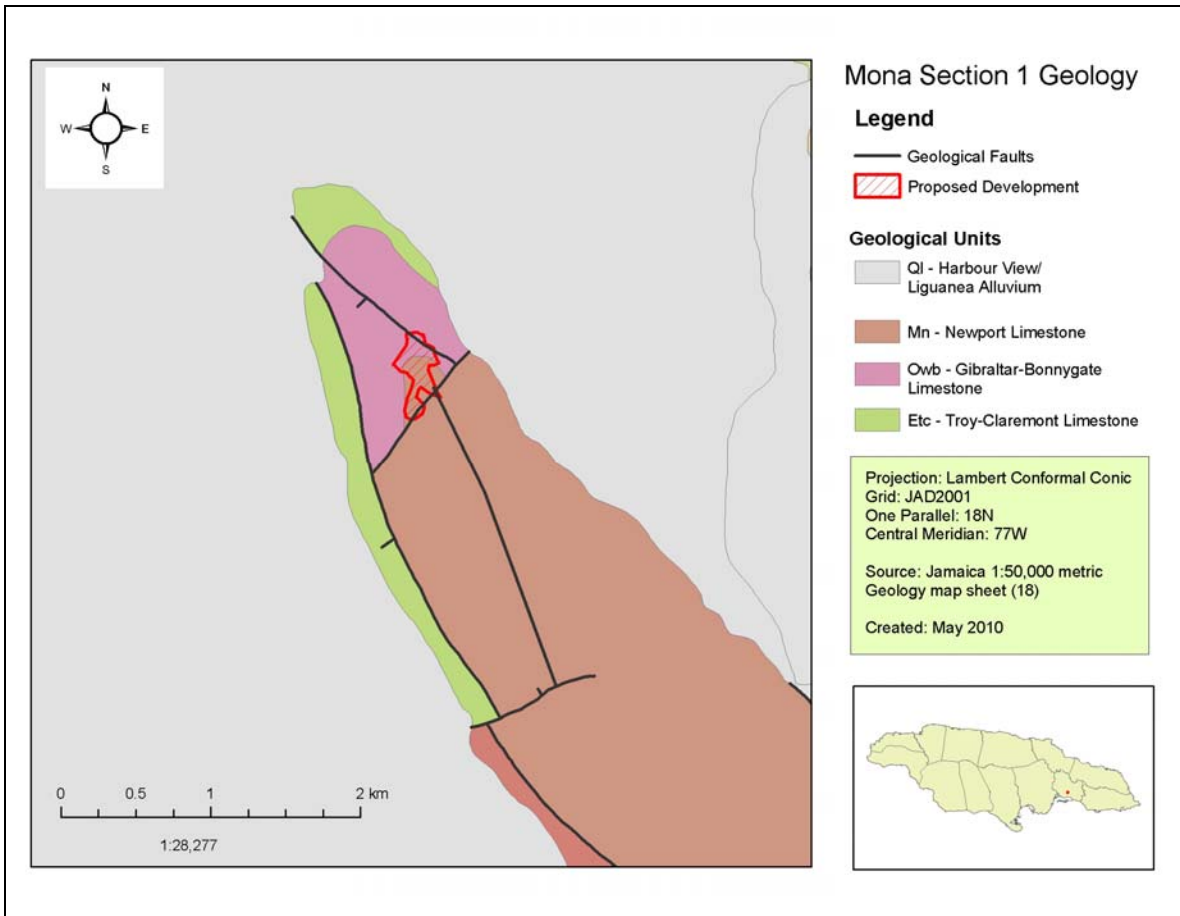 N
W E
S
Mona Section 1 Geology
Legend
Geological Faults
Proposed Development
Geological Units
Ql - Harbour View/
Liguanea Alluvium
Mn - Newport Limestone
Owb - Gibraltar-Bonnygate
Limestone
Etc - Troy-Claremont Limestone
Projection: Lambert Conformal Conic
Grid: JAD2001
One Parallel: 18N
Central Meridian: 77W
Source: Jamaica 1:50,000 metric
Geology map sheet (18)
Created: May 2010
0 0.5 1 2 km
1:28,277